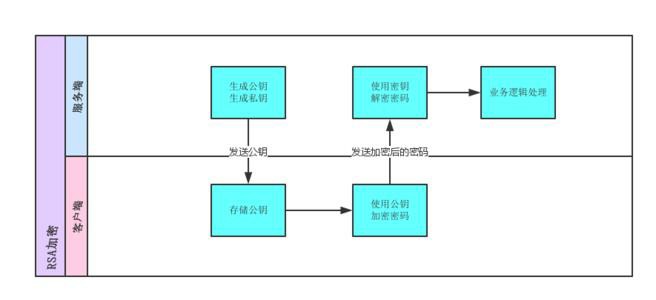 RSA加密
服务端
生成公钥
生成私钥
使用密钥
解密密码
业务逻辑处理
发送公钥
发送加密后的密码
客户端
存储公钥
使用公钥
加密密码